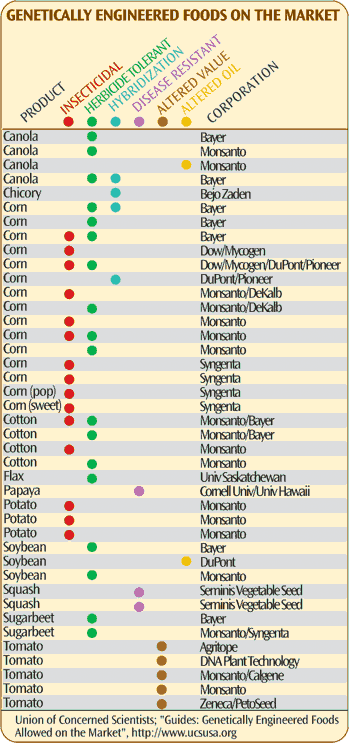 GENETICALLY ENGINEERED FOODS ON THE MARKET
PRODUCT INSECTICIDAL HERBICIDE TOLERANT HYBRIDIZATION DISEASE RESISTANT ALTERED VALUE ALTERED OIL CORPORATION
Canola Bayer
Canola Monsanto
Canola Monsanto
Canola Bayer
Chicory Bejo Zaden
Corn Bayer
Corn Bayer
Corn Bayer
Corn Dow/Mycogen
Corn Dow/Mycogen/DuPont/Pioneer
Corn DuPont/Pioneer
Corn Monsanto/DeKalb
Corn Monsanto/DeKalb
Corn Monsanto
Corn Monsanto
Corn Monsanto
Corn Syngenta
Corn Syngenta
Corn (pop) Syngenta
Corn (sweet) Syngenta
Cotton Monsanto/Bayer
Cotton Monsanto/Bayer
Cotton Monsanto
Cotton Monsanto
Flax Univ Saskatchewan
Papaya Cornell Univ/Univ Hawaii
Potato Monsanto
Potato Monsanto
Potato Monsanto
Soybean Bayer
Soybean DuPont
Soybean Monsanto
Squash Seminis Vegetable Seed
Squash Seminis Vegetable Seed
Sugarbeet Bayer
Sugarbeet Monsanto/Syngenta
Tomato Agritope
Tomato DNA Plant Technology
Tomato Monsanto/Calgene
Tomato Monsanto
Tomato Zeneca/PetoSeed
Union of Concerned Scientists; "Guides: Genetically Engineered Foods
Allowed on the Market", http://www.ucsusa.org